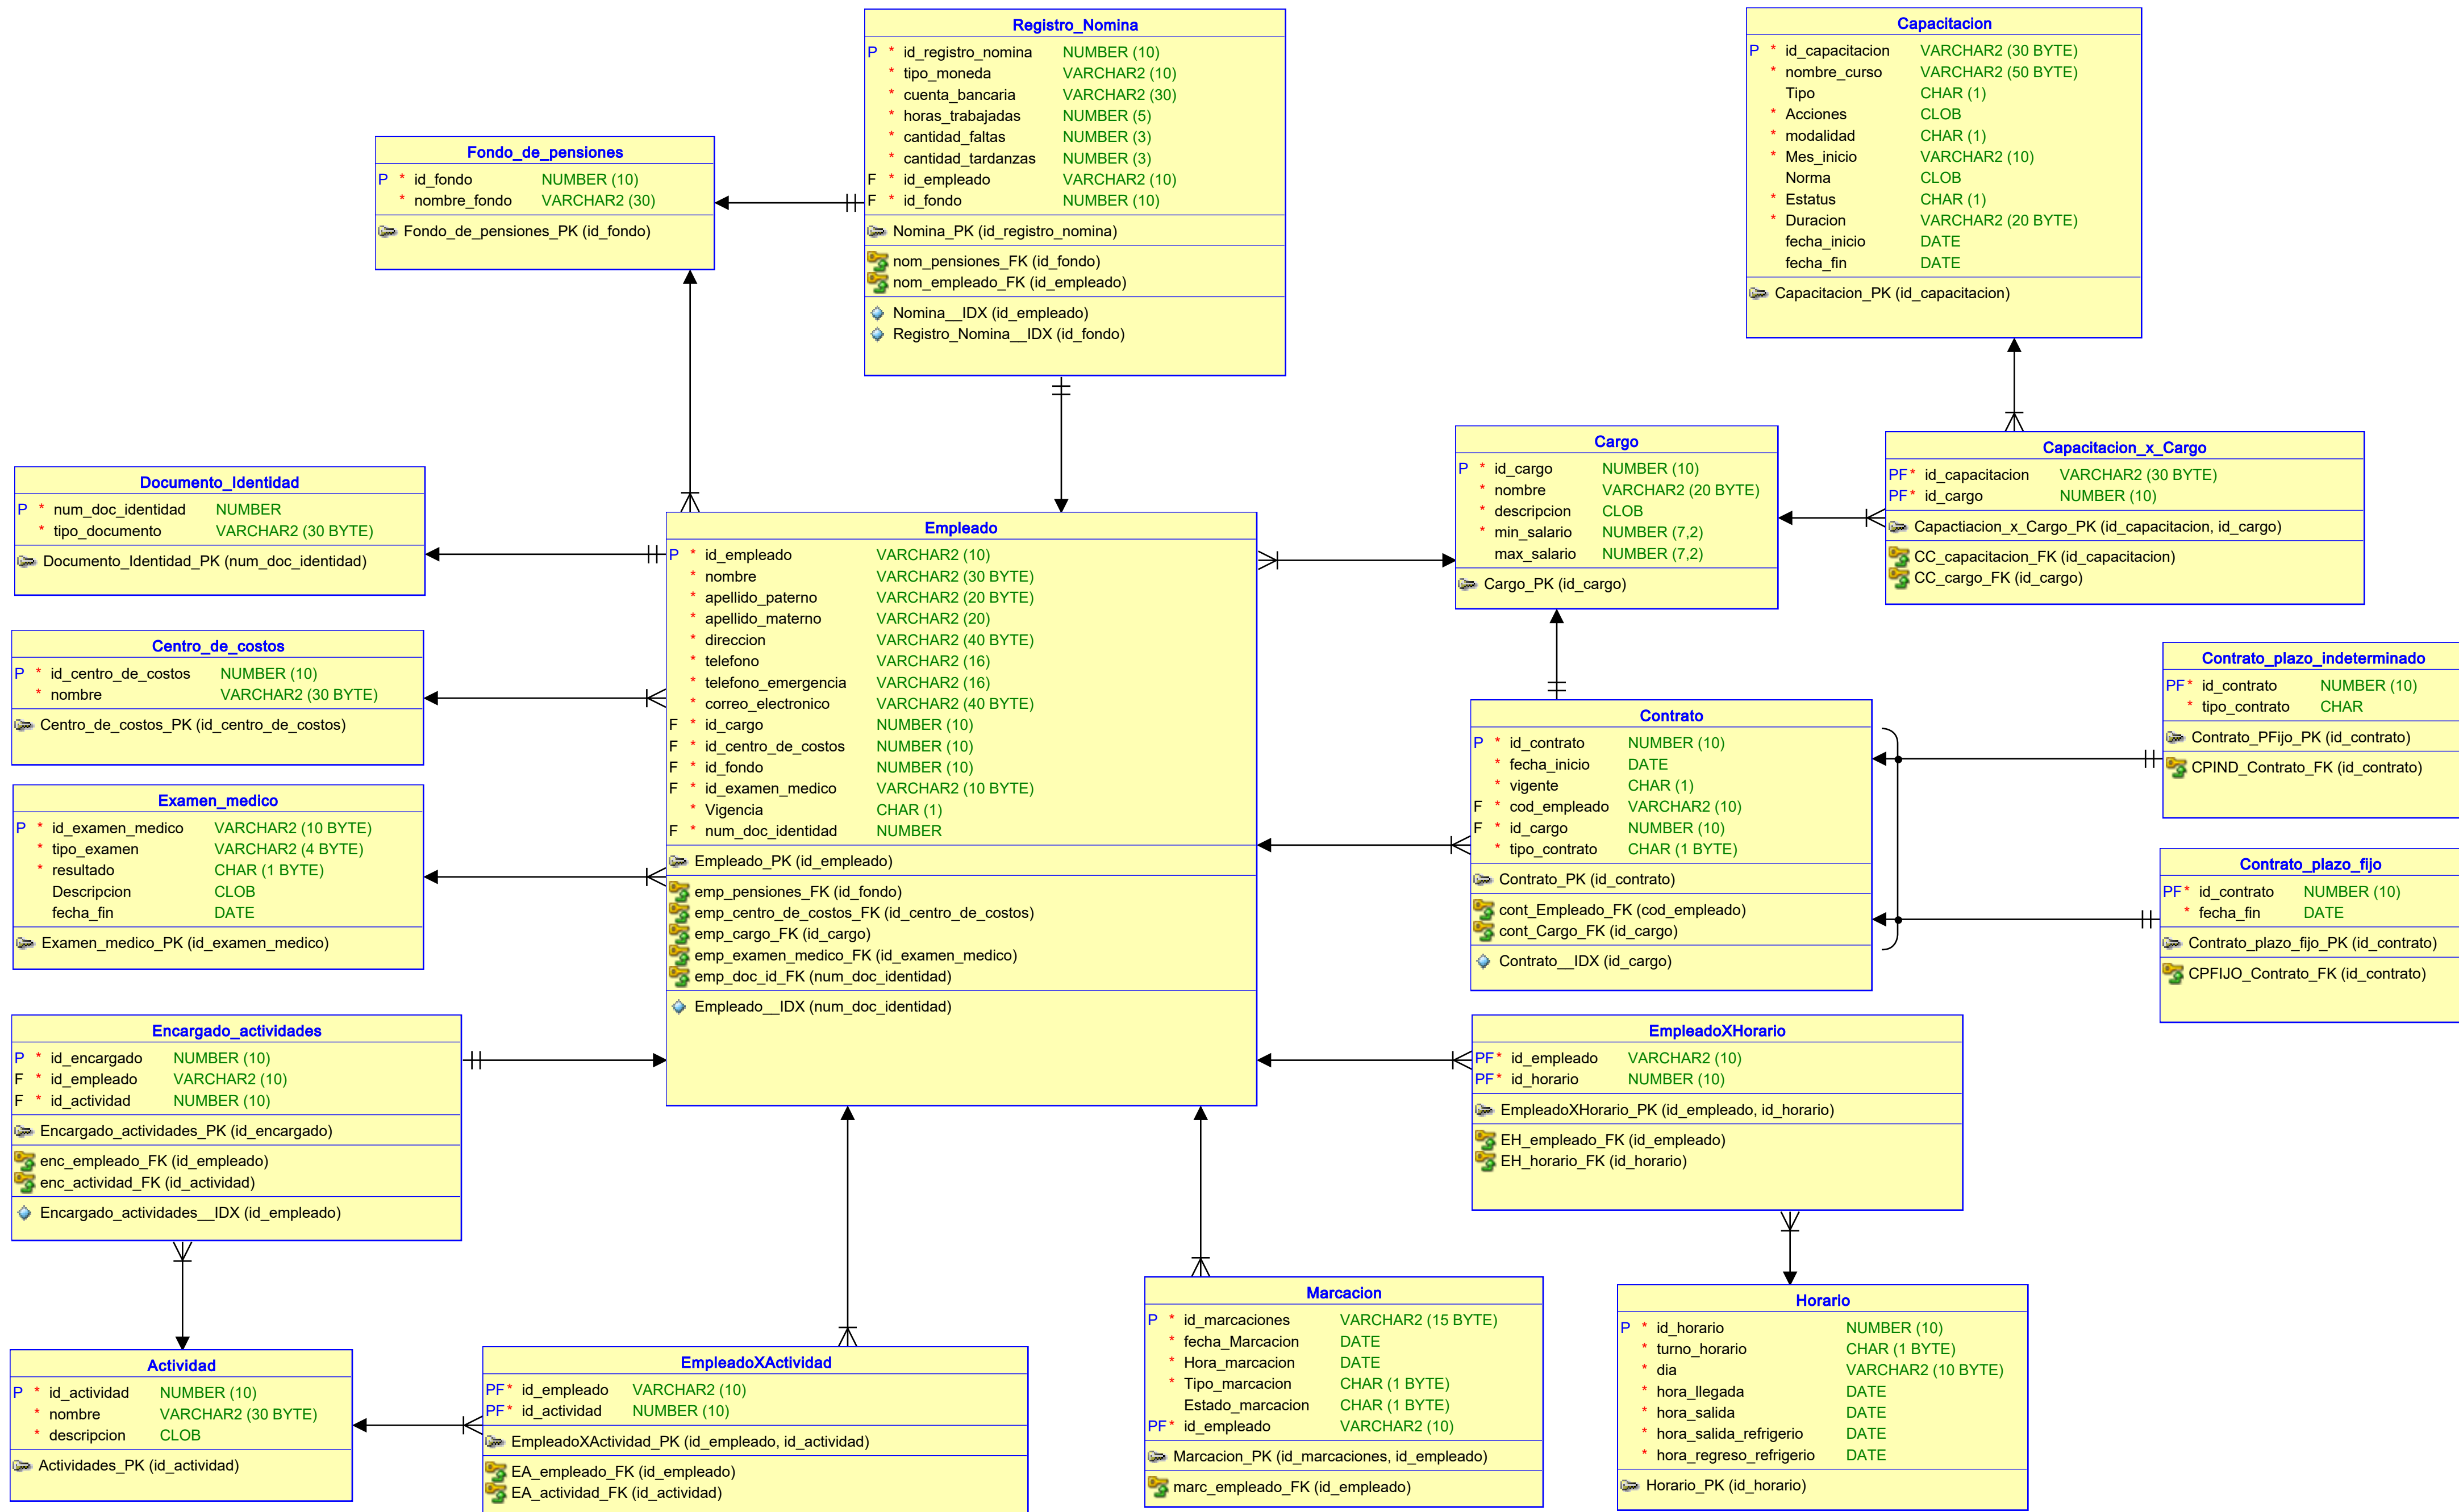 Registro_Nomina
P * id_registro_nomina NUMBER (10)
* tipo_moneda VARCHAR2 (10)
* cuenta_bancaria VARCHAR2 (30)
* horas_trabajadas NUMBER (5)
* cantidad_faltas NUMBER (3)
* cantidad_tardanzas NUMBER (3)
F * id_empleado VARCHAR2 (10)
F * id_fondo NUMBER (10)
Nomina_PK (id_registro_nomina)
nom_pensiones_FK (id_fondo)
nom_empleado_FK (id_empleado)
Nomina__IDX (id_empleado)
Registro_Nomina__IDX (id_fondo)
Capacitacion
P * id_capacitacion VARCHAR2 (30 BYTE)
* nombre_curso VARCHAR2 (50 BYTE)
Tipo CHAR (1)
* Acciones CLOB
* modalidad CHAR (1)
* Mes_inicio VARCHAR2 (10)
Norma CLOB
* Estatus CHAR (1)
* Duracion VARCHAR2 (20 BYTE)
fecha_inicio DATE
fecha_fin DATE
Capacitacion_PK (id_capacitacion)
Fondo_de_pensiones
P * id_fondo NUMBER (10)
* nombre_fondo VARCHAR2 (30)
Fondo_de_pensiones_PK (id_fondo)
Documento_Identidad
P * num_doc_identidad NUMBER
* tipo_documento VARCHAR2 (30 BYTE)
Documento_Identidad_PK (num_doc_identidad)
Empleado
P * id_empleado VARCHAR2 (10)
* nombre VARCHAR2 (30 BYTE)
* apellido_paterno VARCHAR2 (20 BYTE)
* apellido_materno VARCHAR2 (20)
* direccion VARCHAR2 (40 BYTE)
* telefono VARCHAR2 (16)
* telefono_emergencia VARCHAR2 (16)
* correo_electronico VARCHAR2 (40 BYTE)
F * id_cargo NUMBER (10)
F * id_centro_de_costos NUMBER (10)
F * id_fondo NUMBER (10)
F * id_examen_medico VARCHAR2 (10 BYTE)
* Vigencia CHAR (1)
F * num_doc_identidad NUMBER
Empleado_PK (id_empleado)
emp_pensiones_FK (id_fondo)
emp_centro_de_costos_FK (id_centro_de_costos)
emp_cargo_FK (id_cargo)
emp_examen_medico_FK (id_examen_medico)
emp_doc_id_FK (num_doc_identidad)
Empleado__IDX (num_doc_identidad)
Cargo
P * id_cargo NUMBER (10)
* nombre VARCHAR2 (20 BYTE)
* descripcion CLOB
* min_salario NUMBER (7,2)
max_salario NUMBER (7,2)
Cargo_PK (id_cargo)
Capacitacion_x_Cargo
PF* id_capacitacion VARCHAR2 (30 BYTE)
PF* id_cargo NUMBER (10)
Capactiacion_x_Cargo_PK (id_capacitacion, id_cargo)
CC_capacitacion_FK (id_capacitacion)
CC_cargo_FK (id_cargo)
Centro_de_costos
P * id_centro_de_costos NUMBER (10)
* nombre VARCHAR2 (30 BYTE)
Centro_de_costos_PK (id_centro_de_costos)
Contrato
P * id_contrato NUMBER (10)
* fecha_inicio DATE
* vigente CHAR (1)
F * cod_empleado VARCHAR2 (10)
F * id_cargo NUMBER (10)
* tipo_contrato CHAR (1 BYTE)
Contrato_PK (id_contrato)
cont_Empleado_FK (cod_empleado)
cont_Cargo_FK (id_cargo)
Contrato__IDX (id_cargo)
Contrato_plazo_indeterminado
PF* id_contrato NUMBER (10)
* tipo_contrato CHAR
Contrato_PFijo_PK (id_contrato)
CPIND_Contrato_FK (id_contrato)
Examen_medico
P * id_examen_medico VARCHAR2 (10 BYTE)
* tipo_examen VARCHAR2 (4 BYTE)
* resultado CHAR (1 BYTE)
Descripcion CLOB
fecha_fin DATE
Examen_medico_PK (id_examen_medico)
Contrato_plazo_fijo
PF* id_contrato NUMBER (10)
* fecha_fin DATE
Contrato_plazo_fijo_PK (id_contrato)
CPFIJO_Contrato_FK (id_contrato)
Encargado_actividades
P * id_encargado NUMBER (10)
F * id_empleado VARCHAR2 (10)
F * id_actividad NUMBER (10)
Encargado_actividades_PK (id_encargado)
enc_empleado_FK (id_empleado)
enc_actividad_FK (id_actividad)
Encargado_actividades__IDX (id_empleado)
EmpleadoXHorario
PF* id_empleado VARCHAR2 (10)
PF* id_horario NUMBER (10)
EmpleadoXHorario_PK (id_empleado, id_horario)
EH_empleado_FK (id_empleado)
EH_horario_FK (id_horario)
Actividad
P * id_actividad NUMBER (10)
* nombre VARCHAR2 (30 BYTE)
* descripcion CLOB
Actividades_PK (id_actividad)
EmpleadoXActividad
PF* id_empleado VARCHAR2 (10)
PF* id_actividad NUMBER (10)
EmpleadoXActividad_PK (id_empleado, id_actividad)
EA_empleado_FK (id_empleado)
EA_actividad_FK (id_actividad)
Marcacion
P * id_marcaciones VARCHAR2 (15 BYTE)
* fecha_Marcacion DATE
* Hora_marcacion DATE
* Tipo_marcacion CHAR (1 BYTE)
Estado_marcacion CHAR (1 BYTE)
PF* id_empleado VARCHAR2 (10)
Marcacion_PK (id_marcaciones, id_empleado)
marc_empleado_FK (id_empleado)
Horario
P * id_horario NUMBER (10)
* turno_horario CHAR (1 BYTE)
* dia VARCHAR2 (10 BYTE)
* hora_llegada DATE
* hora_salida DATE
* hora_salida_refrigerio DATE
* hora_regreso_refrigerio DATE
Horario_PK (id_horario)